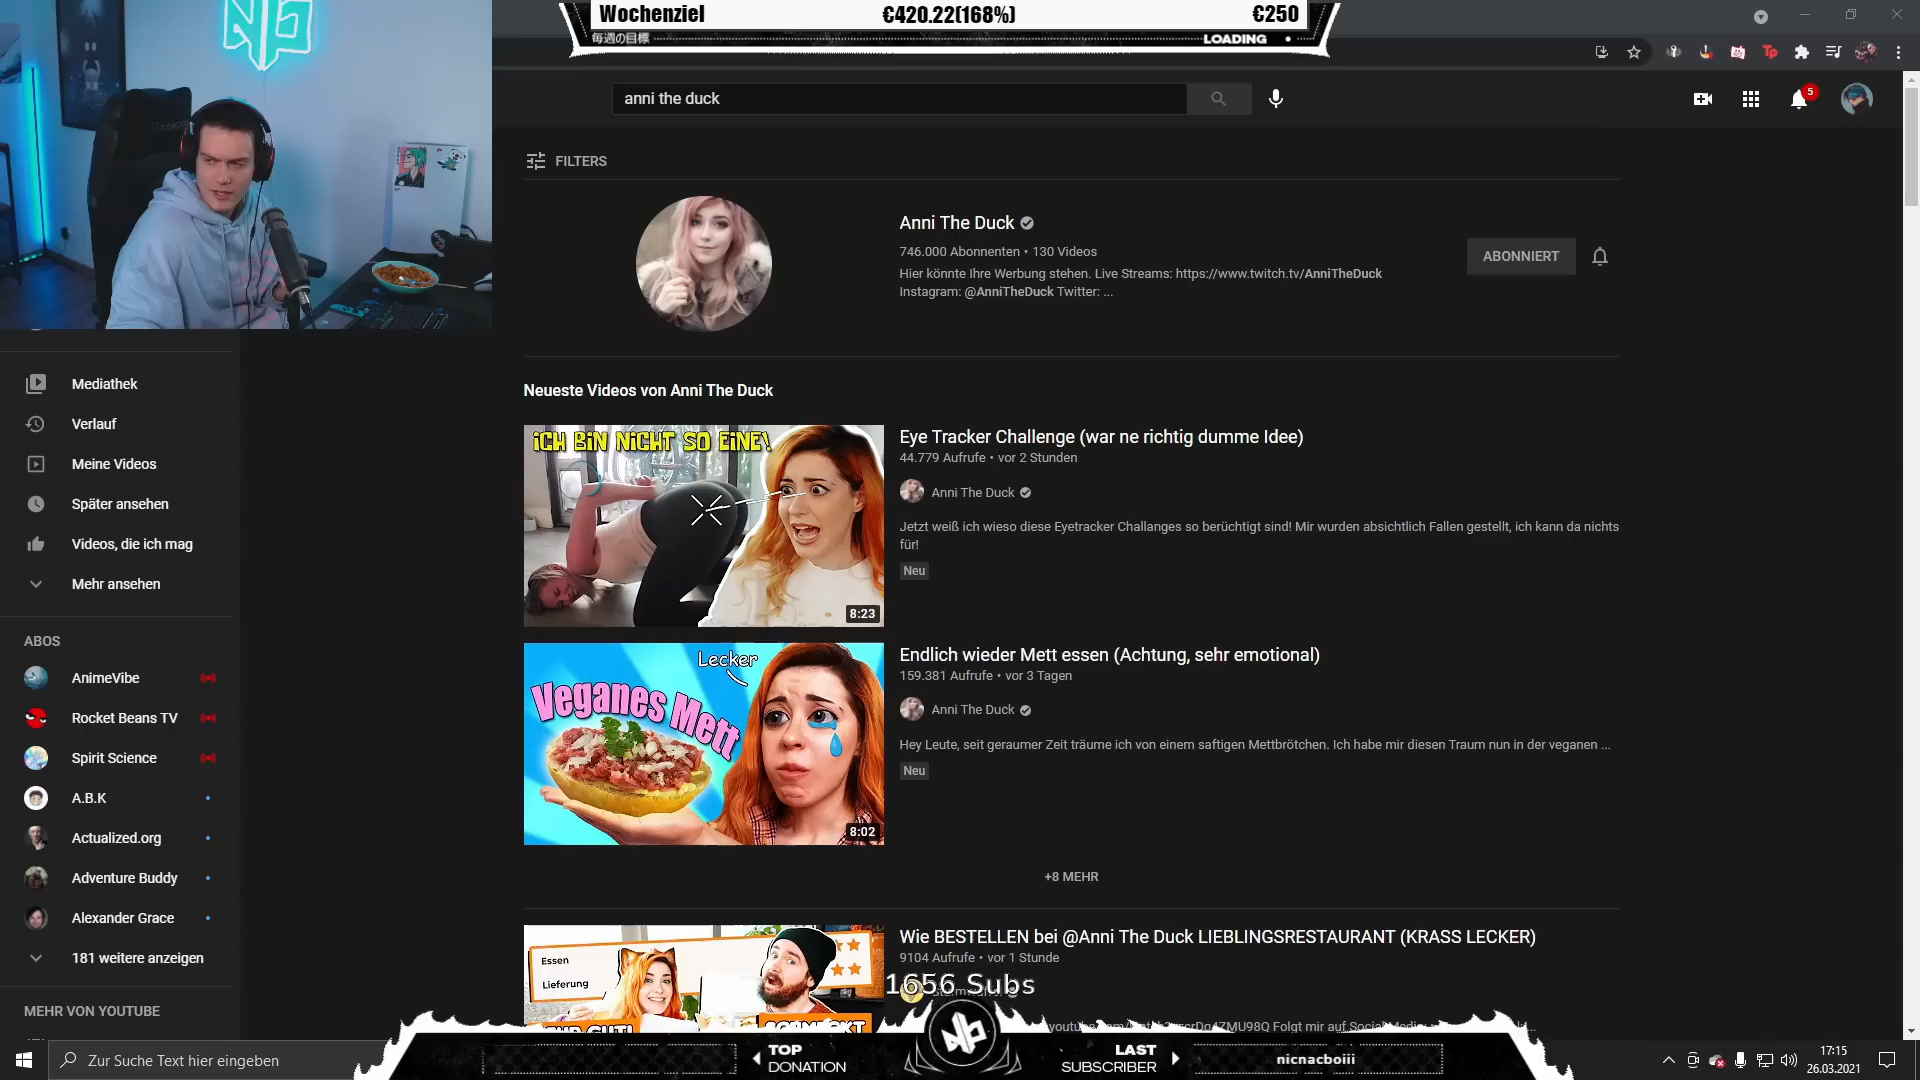 Wochenziel €420.22(168%) €250
毎週の目標 LOADING
anni the duck
5
FILTERS
Anni The Duck
746.000 Abonnenten • 130 Videos
Hier könnte Ihre Werbung stehen. Live Streams: https://www.twitch.tv/AnniTheDuck
Instagram: @AnniTheDuck Twitter: ...
ABONNIERT
Mediathek
Verlauf
Meine Videos
Später ansehen
Videos, die ich mag
Mehr ansehen
ABOS
AnimeVibe
Rocket Beans TV
Spirit Science
A.B.K
Actualized.org
Adventure Buddy
Alexander Grace
181 weitere anzeigen
MEHR VON YOUTUBE
Neueste Videos von Anni The Duck
ICH BIN NICHT SO EINE!
8:23
Eye Tracker Challenge (war ne richtig dumme Idee)
44.779 Aufrufe • vor 2 Stunden
Anni The Duck
Jetzt weiß ich wieso diese Eyetracker Challanges so berüchtigt sind! Mir wurden absichtlich Fallen gestellt, ich kann da nichts
für!
Neu
Lecker
Veganes Mett
8:02
Endlich wieder Mett essen (Achtung, sehr emotional)
159.381 Aufrufe • vor 3 Tagen
Anni The Duck
Hey Leute, seit geraumer Zeit träume ich von einem saftigen Mettbrötchen. Ich habe mir diesen Traum nun in der veganen ...
Neu
+8 MEHR
Essen
Lieferung
Wie BESTELLEN bei @Anni The Duck LIEBLINGSRESTAURANT (KRASS LECKER)
9104 Aufrufe • vor 1 Stunde
1656 Subs
Folgt mir auf
TOP
DONATION
LAST
SUBSCRIBER
nicnacboiii
Zur Suche Text hier eingeben
17:15
26.03.2021